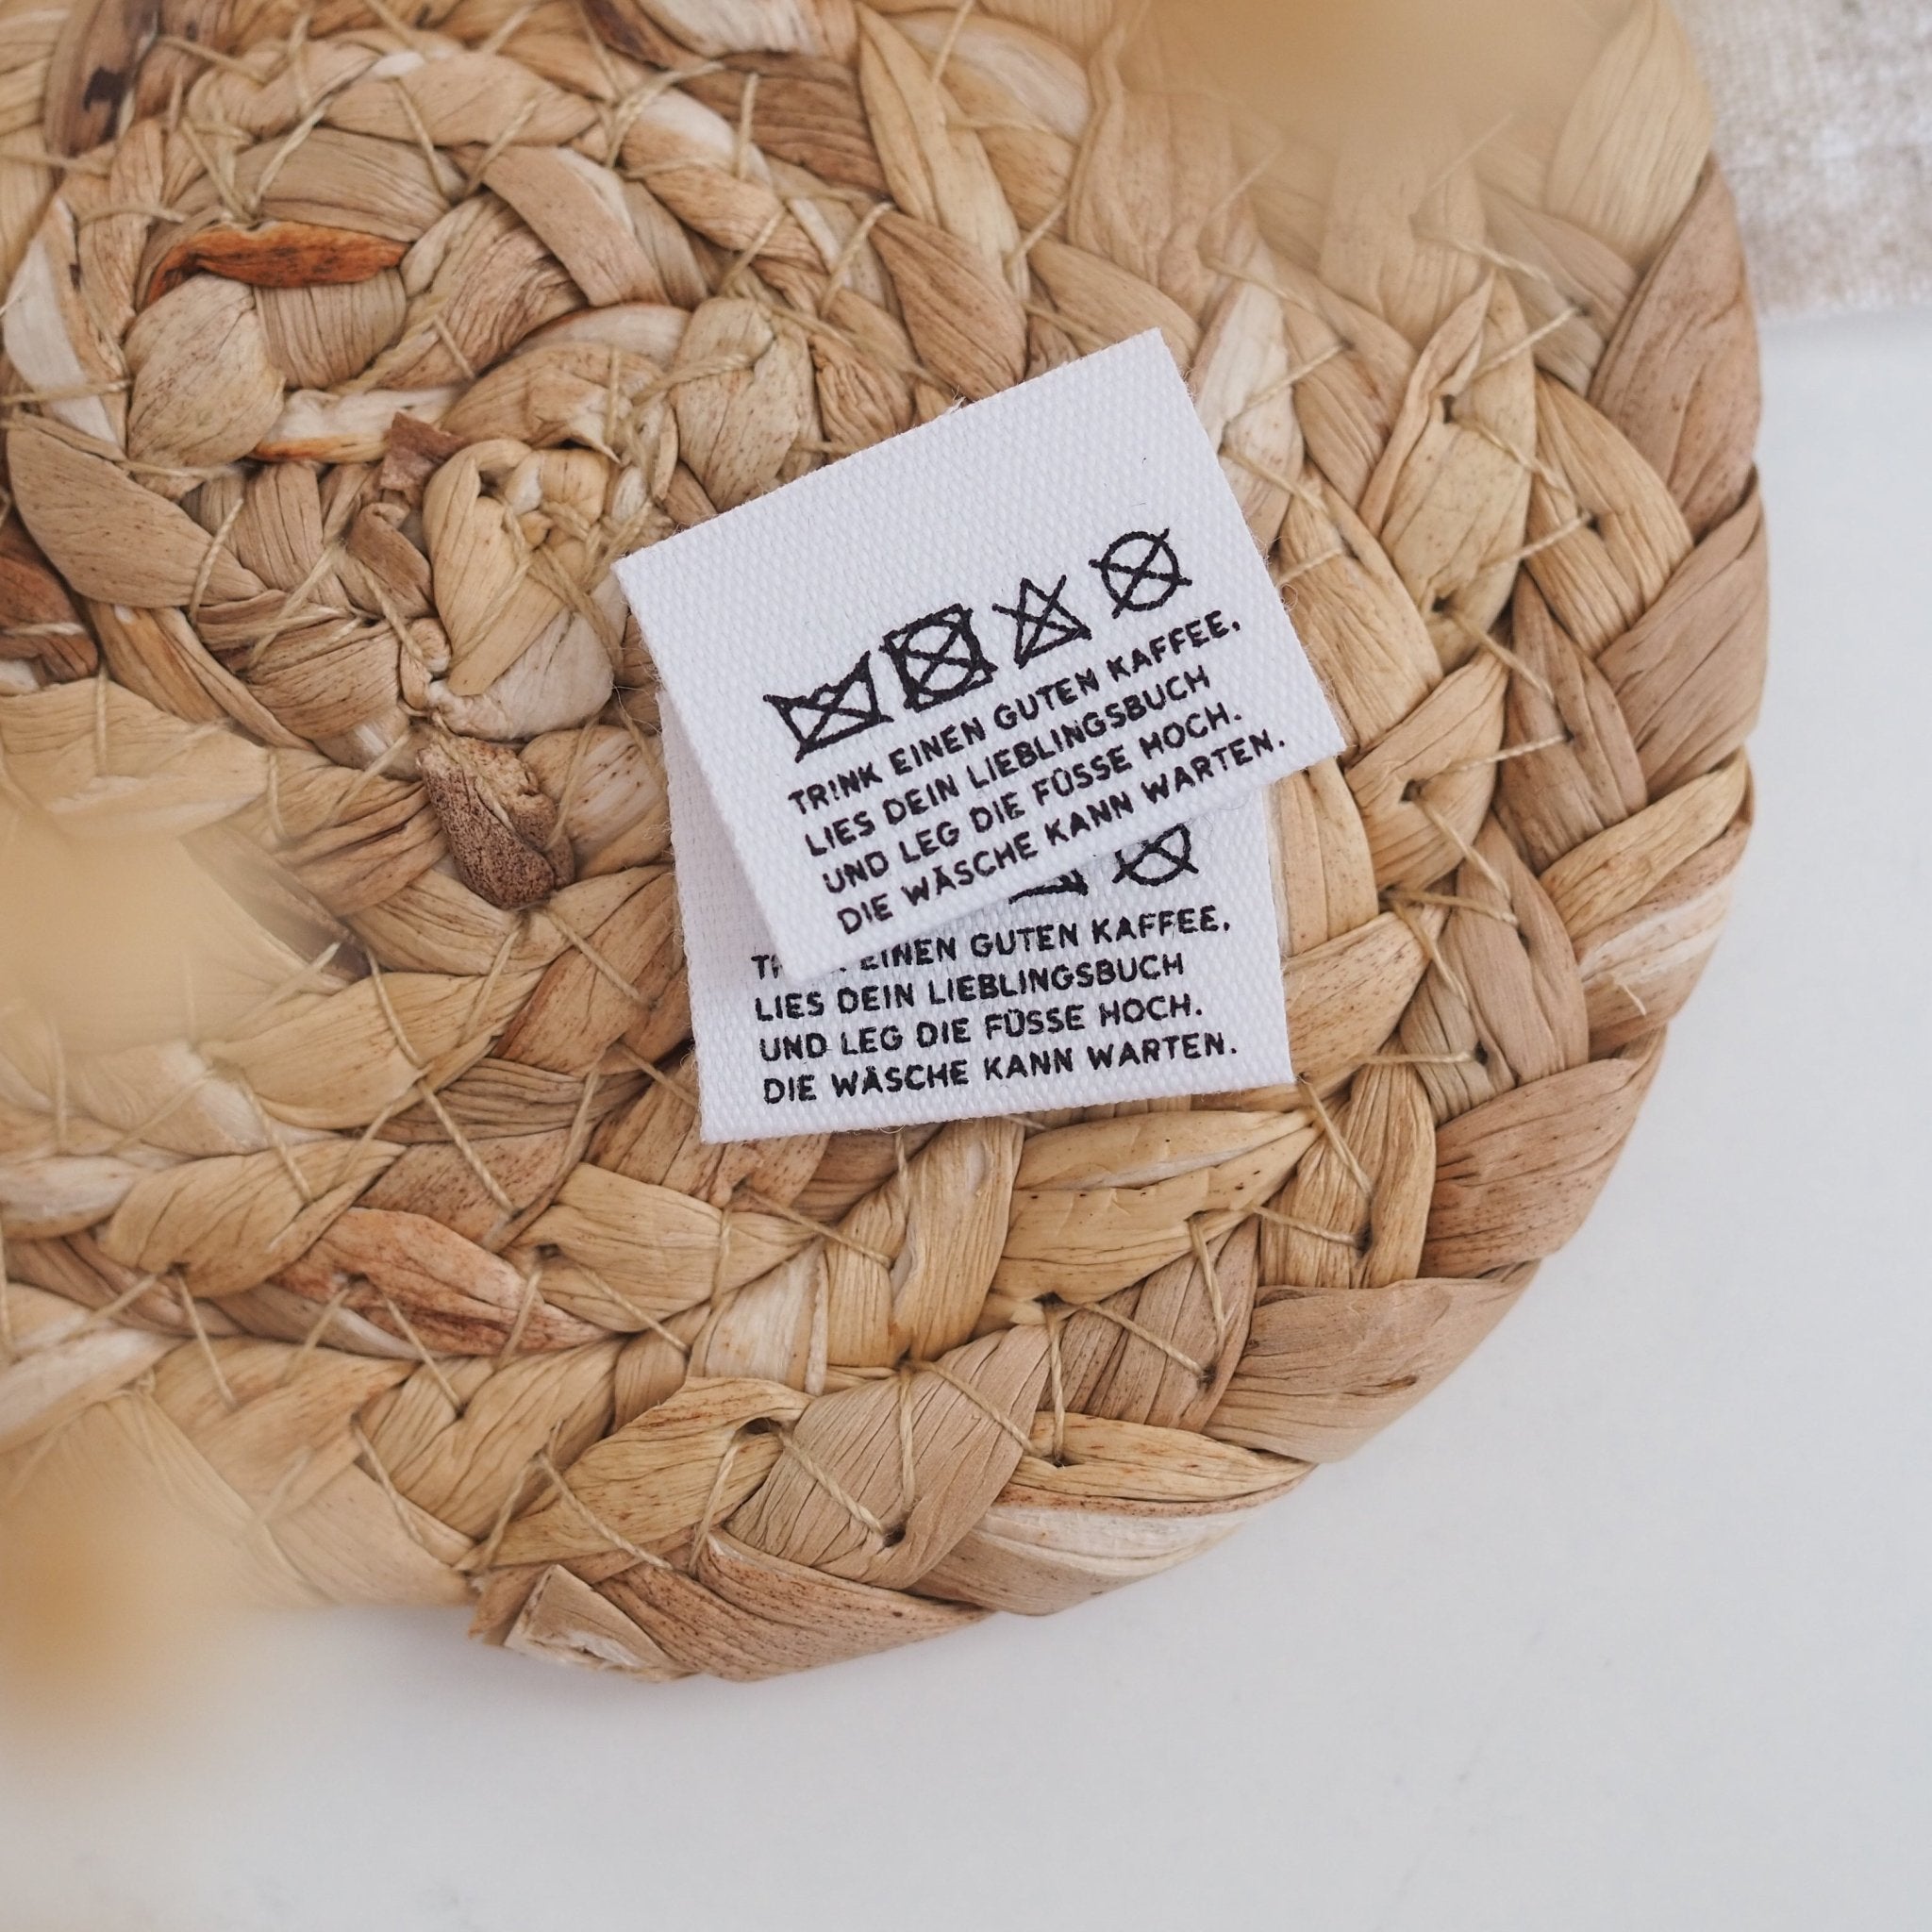 TRINK EINEN GUTEN KAFFEE,
LIES DEIN LIEBLINGSBUCH
UND LEG DIE FÜSSE HOCH.
DIE WÄSCHE KANN WARTEN.
EINEN GUTEN KAFFEE,
LIES DEIN LIEBLINGSBUCH
UND LEG DIE FÜSSE HOCH.
DIE WÄSCHE KANN WARTEN.